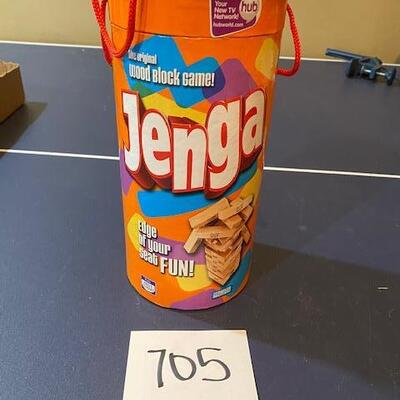 Your
New TV
Network!
hub
hubworld.com
The original
wood block game!
Jenga
Edge
of your
seat FUN!
705